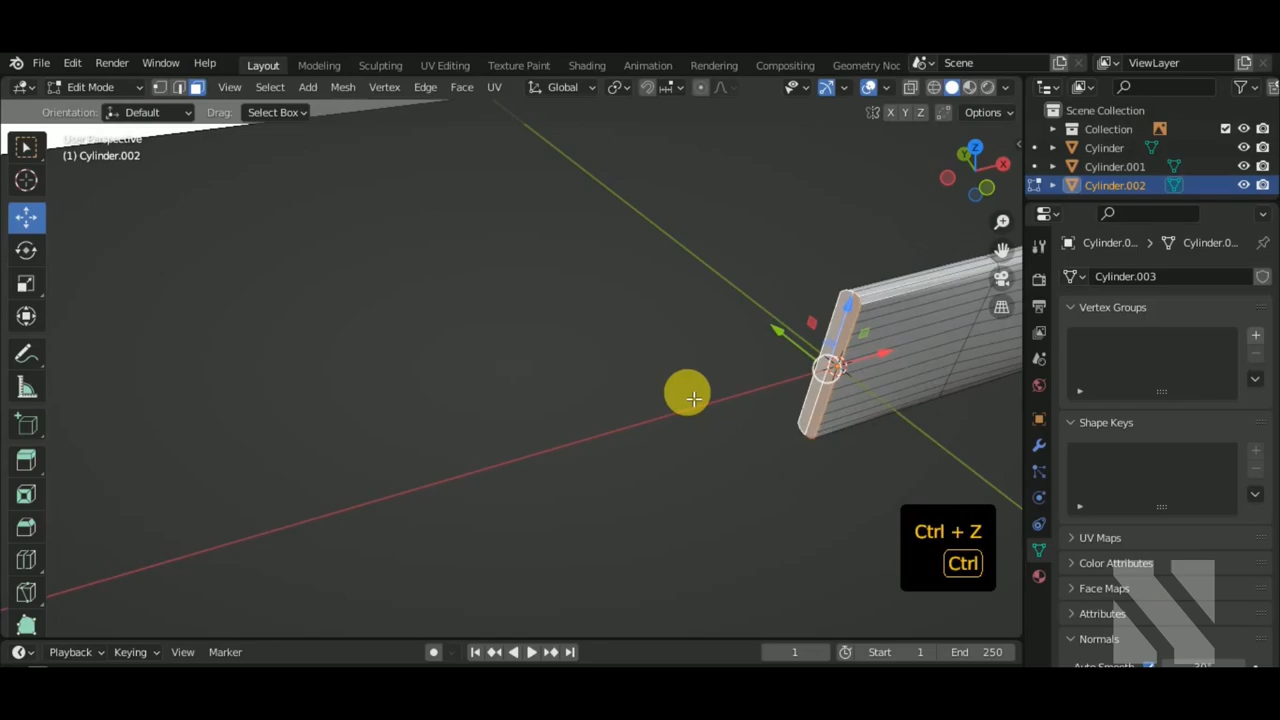 File Edit Render Window Help Layout Modeling Sculpting UV Editing Texture Paint Shading Animation Rendering Compositing Geometry Noc Scene ViewLayer
Edit Mode View Select Add Mesh Vertex Edge Face UV Global
Orientation: Default Drag: Select Box X Y Z Options
User Perspective
(1) Cylinder.002
Z
Y
X
Scene Collection
Collection
Cylinder
Cylinder.001
Cylinder.002
Cylinder.0... Cylinder.0...
Cylinder.003
Vertex Groups
Shape Keys
UV Maps
Color Attributes
Face Maps
Attributes
Normals
Auto Smooth 30°
Ctrl + Z
Ctrl
Playback Keying View Marker 1 Start 1 End 250